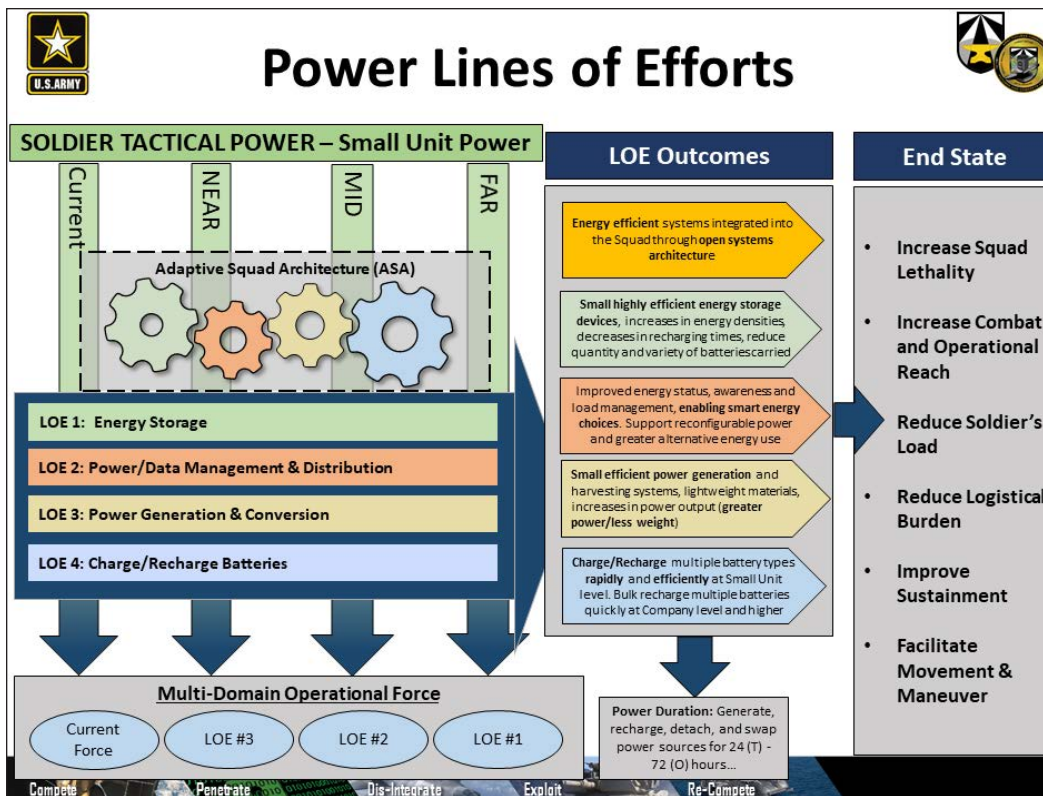 U.S.ARMY
Power Lines of Efforts
SOLDIER TACTICAL POWER – Small Unit Power
Current
NEAR
MID
FAR
Adaptive Squad Architecture (ASA)
LOE 1: Energy Storage
LOE 2: Power/Data Management & Distribution
LOE 3: Power Generation & Conversion
LOE 4: Charge/Recharge Batteries
Multi-Domain Operational Force
Current
Force
LOE #3
LOE #2
LOE #1
LOE Outcomes
Energy efficient systems integrated into
the Squad through open systems
architecture
Small highly efficient energy storage
devices, increases in energy densities,
decreases in recharging times, reduce
quantity and variety of batteries carried
Improved energy status, awareness and
load management, enabling smart energy
choices. Support reconfigurable power
and greater alternative energy use
Small efficient power generation and
harvesting systems, lightweight materials,
increases in power output (greater
power/less weight)
Charge/Recharge multiple battery types
rapidly and efficiently at Small Unit
level. Bulk recharge multiple batteries
quickly at Company level and higher
Power Duration: Generate,
recharge, detach, and swap
power sources for 24 (T) -
72 (O) hours...
End State
• Increase Squad
Lethality
• Increase Combat
and Operational
Reach
• Reduce Soldier's
Load
• Reduce Logistical
Burden
• Improve
Sustainment
• Facilitate
Movement &
Maneuver
Compete
Penetrate
Dis-Integrate
Exploit
Re-Compete